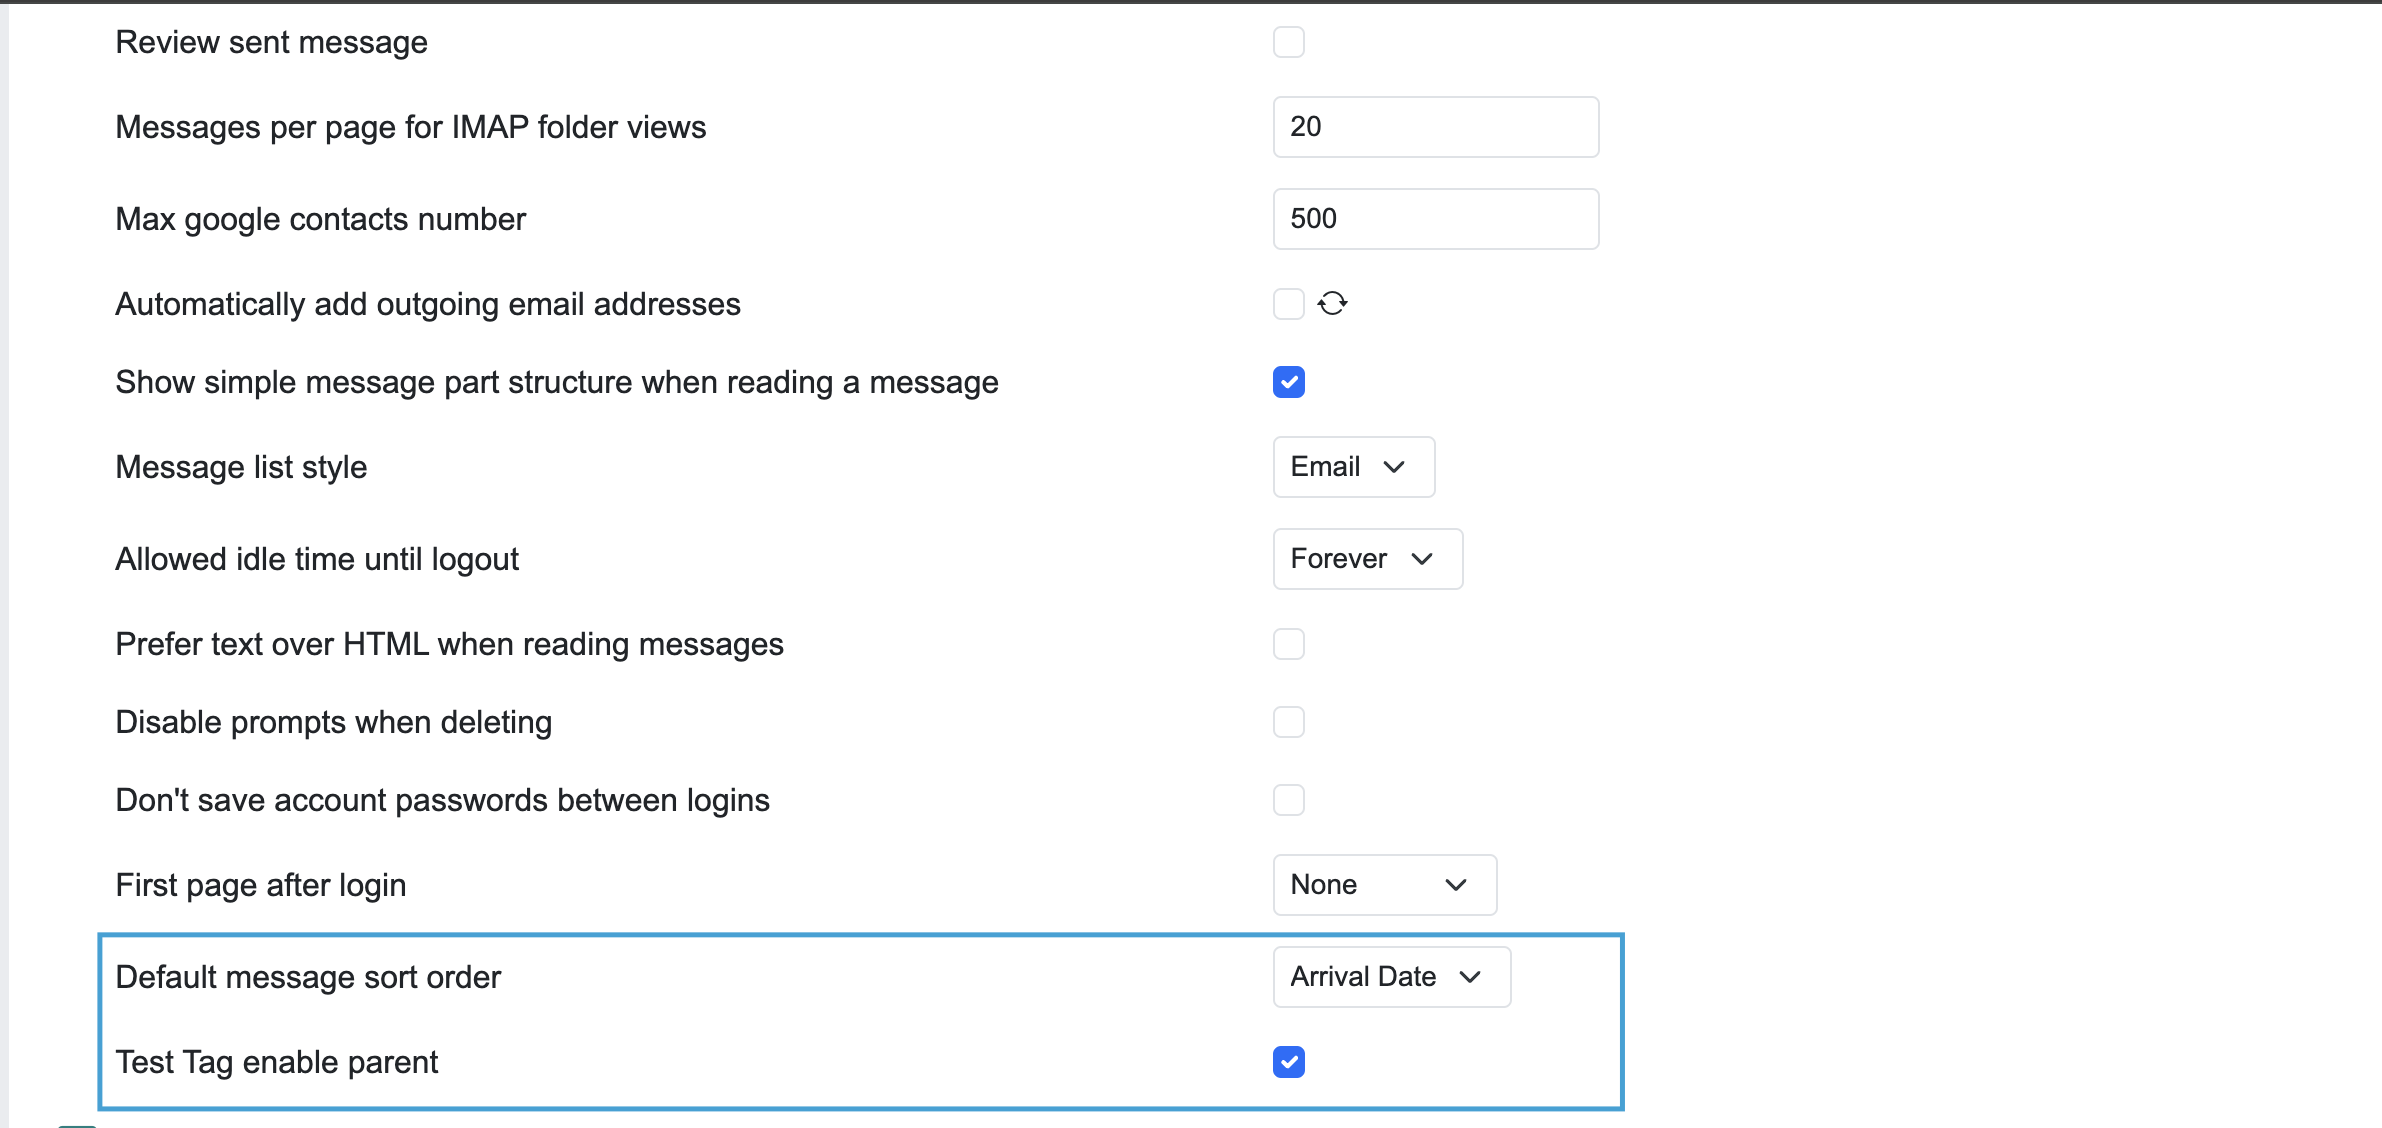 Review sent message
Messages per page for IMAP folder views 20
Max google contacts number 500
Automatically add outgoing email addresses
Show simple message part structure when reading a message
Message list style Email
Allowed idle time until logout Forever
Prefer text over HTML when reading messages
Disable prompts when deleting
Don't save account passwords between logins
First page after login None
Default message sort order Arrival Date
Test Tag enable parent